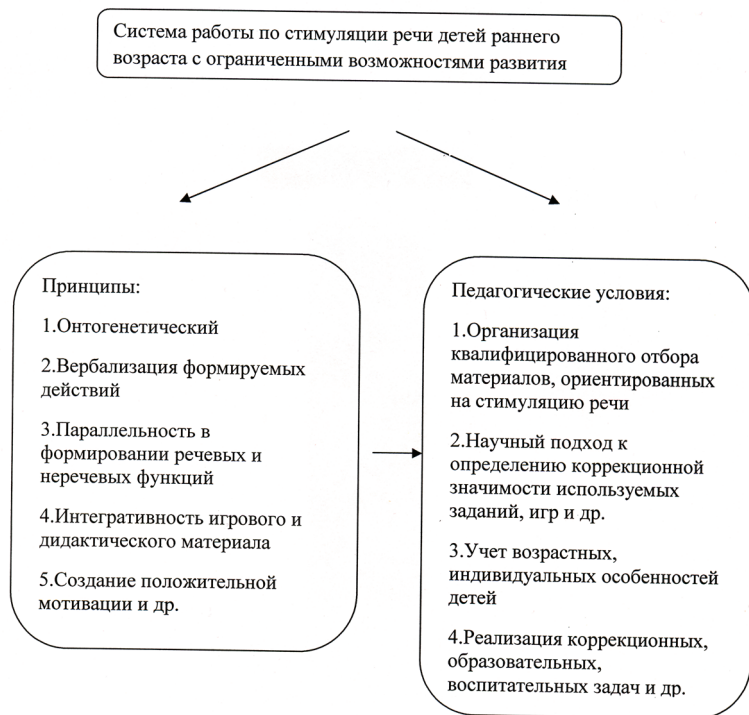 Система работы по стимуляции речи детей раннего
возраста с ограниченными возможностями развития
Принципы:
1.Онтогенетический
2.Вербализация формируемых
действий
3.Параллельность в
формировании речевых и
неречевых функций
4.Интегративность игрового и
дидактического материала
5.Создание положительной
мотивации и др.
Педагогические условия:
1.Организация
квалифицированного отбора
материалов, ориентированных
на стимуляцию речи
2.Научный подход к
определению коррекционной
значимости используемых
заданий, игр и др.
3.Учет возрастных,
индивидуальных особенностей
детей
4.Реализация коррекционных,
образовательных,
воспитательных задач и др.